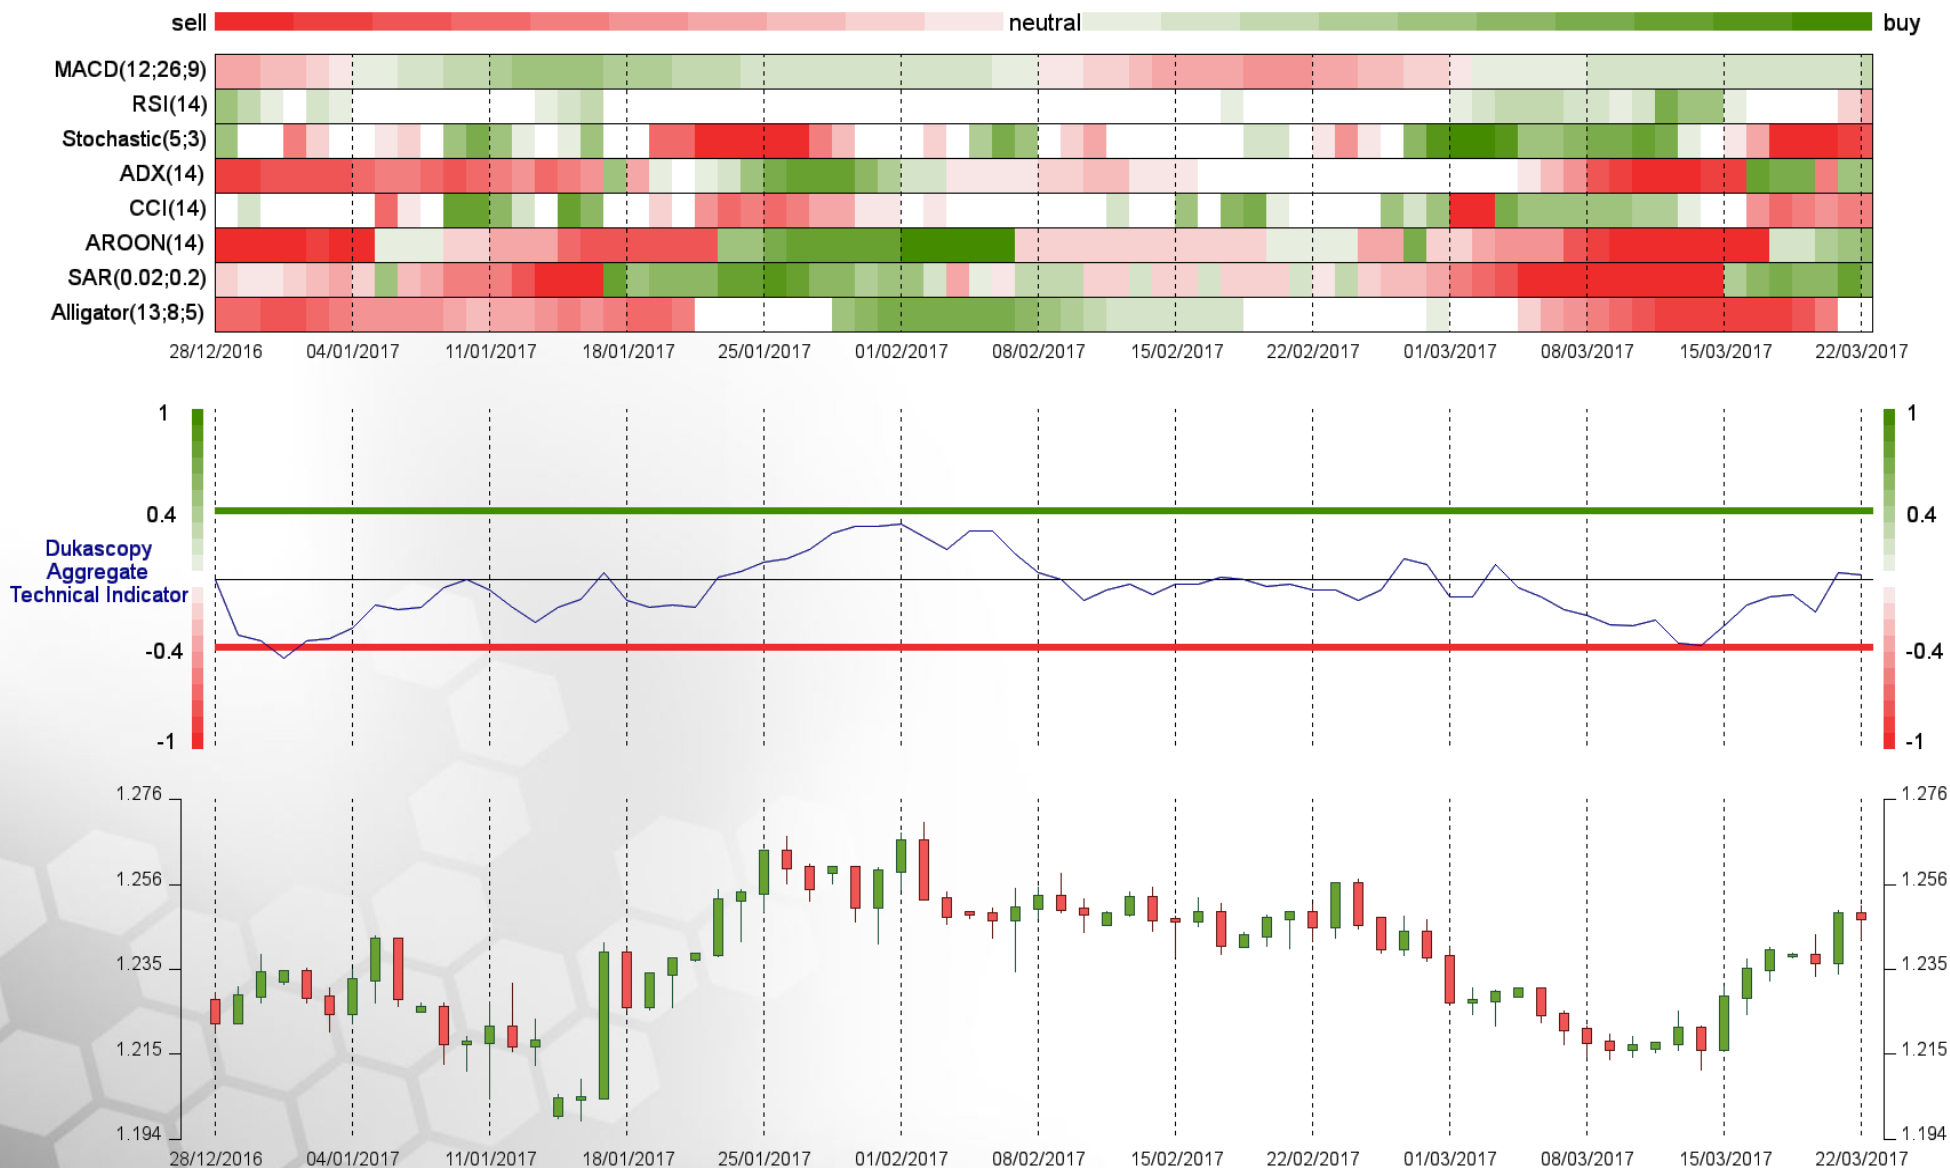 sell neutral buy
MACD(12;26;9)
RSI(14)
Stochastic(5;3)
ADX(14)
CCI(14)
AROON(14)
SAR(0.02;0.2)
Alligator(13;8;5)
28/12/2016 04/01/2017 11/01/2017 18/01/2017 25/01/2017 01/02/2017 08/02/2017 15/02/2017 22/02/2017 01/03/2017 08/03/2017 15/03/2017 22/03/2017
1 1
0.4 0.4
Dukascopy
Aggregate
Technical Indicator
-0.4 -0.4
-1 -1
1.276 1.276
1.256 1.256
1.235 1.235
1.215 1.215
1.194 1.194
28/12/2016 04/01/2017 11/01/2017 18/01/2017 25/01/2017 01/02/2017 08/02/2017 15/02/2017 22/02/2017 01/03/2017 08/03/2017 15/03/2017 22/03/2017